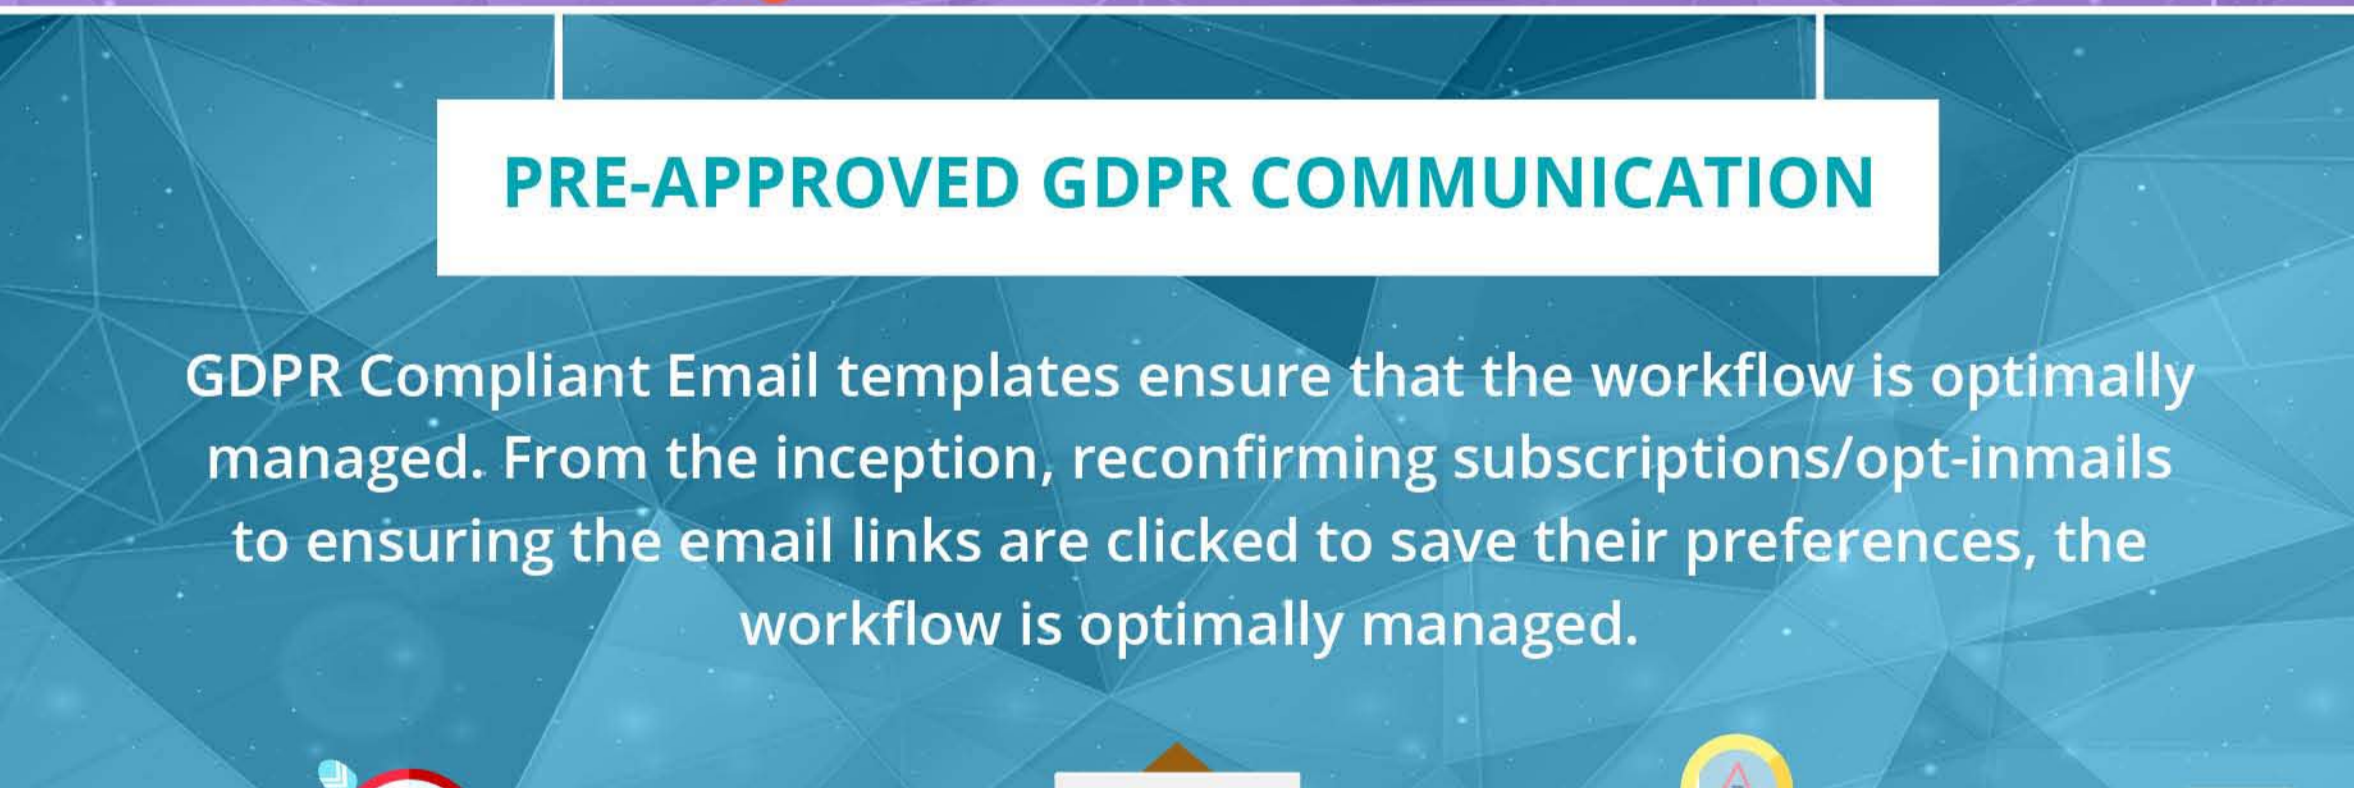 PRE-APPROVED GDPR COMMUNICATION
GDPR Compliant Email templates ensure that the workflow is optimally
managed. From the inception, reconfirming subscriptions/opt-inmails
to ensuring the email links are clicked to save their preferences, the
workflow is optimally managed.